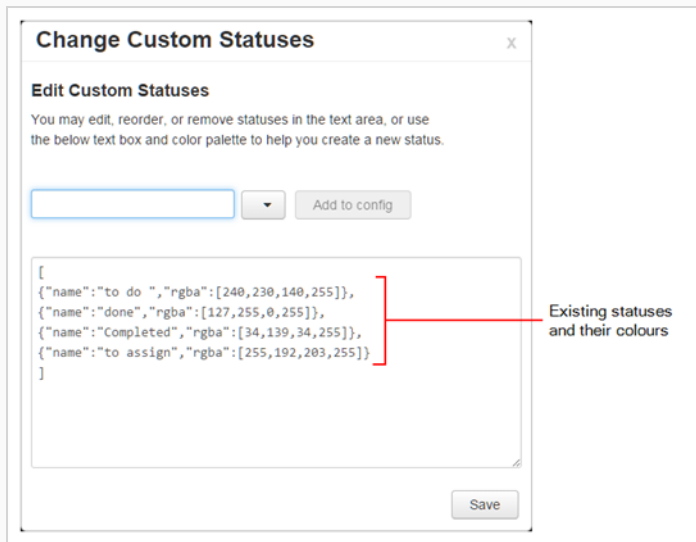 Change Custom Statuses
x
Edit Custom Statuses
You may edit, reorder, or remove statuses in the text area, or use
the below text box and color palette to help you create a new status.
Add to config
[
{"name":"to do ","rgba":[240,230,140,255]},
{"name":"done","rgba":[127,255,0,255]},
{"name":"Completed","rgba":[34,139,34,255]},
{"name":"to assign","rgba":[255,192,203,255]}
]
Existing statuses
and their colours
Save